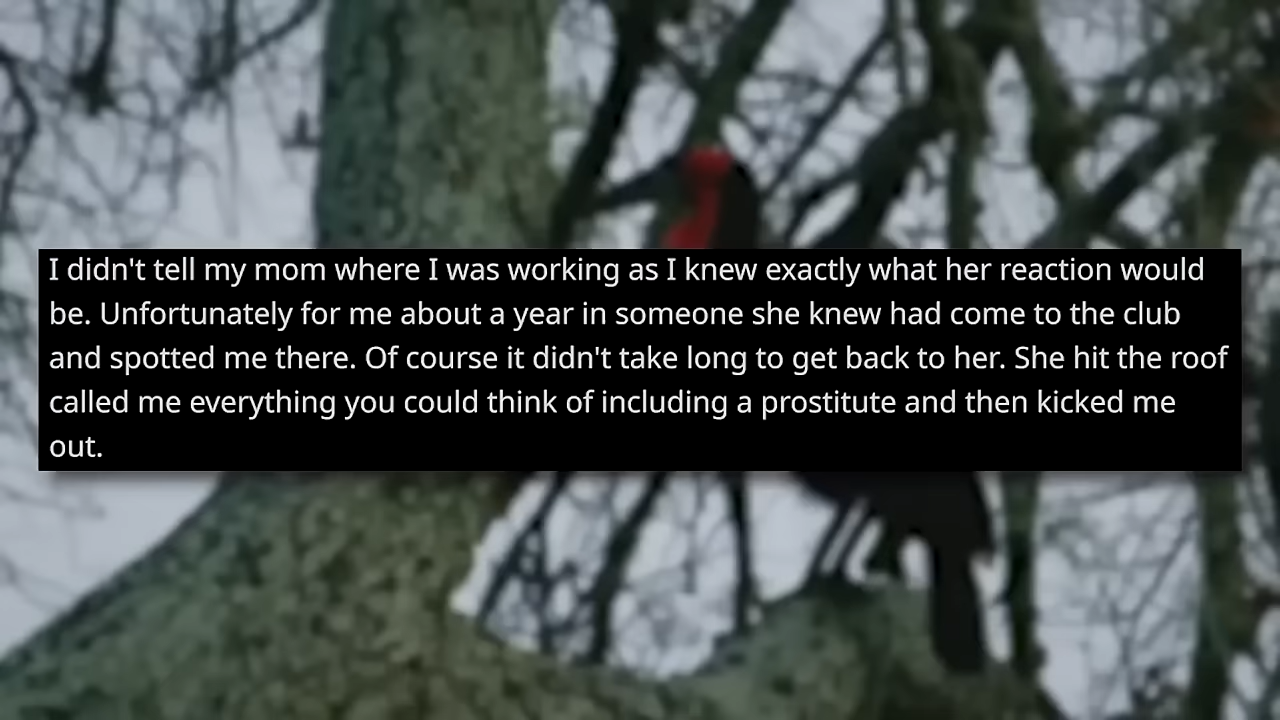 I didn't tell my mom where I was working as I knew exactly what her reaction would
be. Unfortunately for me about a year in someone she knew had come to the club
and spotted me there. Of course it didn't take long to get back to her. She hit the roof
called me everything you could think of including a prostitute and then kicked me
out.